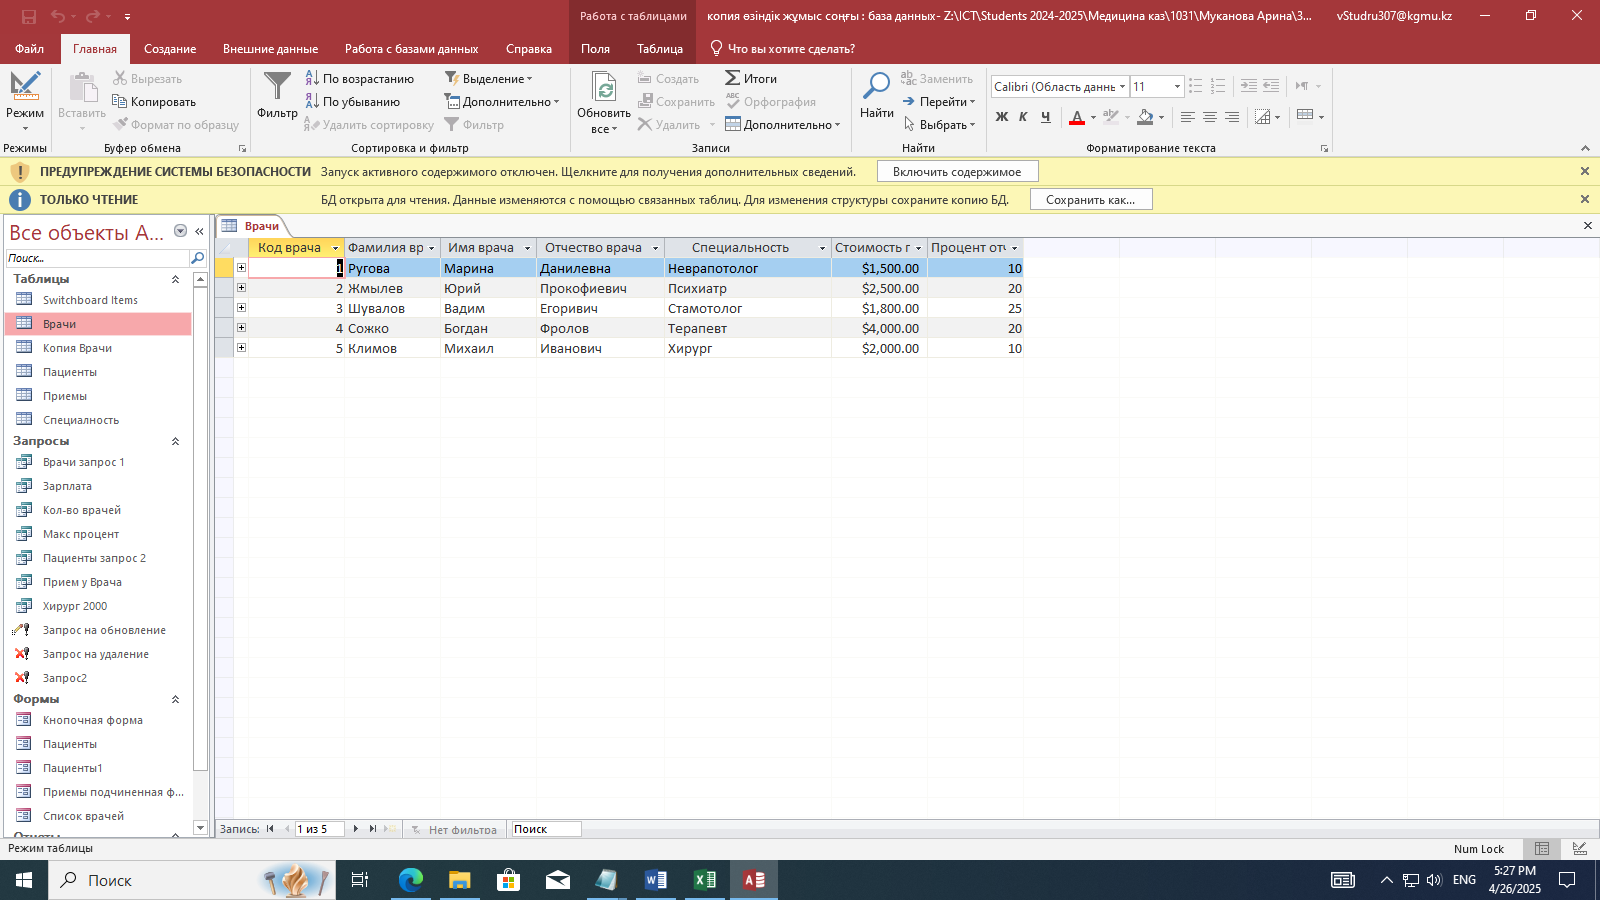 Работа с таблицами
копия өзіндік жұмыс соңғы : база данных- Z:\ICT\Students 2024-2025\Медицина каз\1031\Муканова Арина\3...
vStudru307@kgmu.kz
Файл Главная Создание Внешние данные Работа с базами данных Справка Поля Таблица Что вы хотите сделать?
Режим
Режимы
Вставить
Вырезать
Копировать
Формат по образцу
Буфер обмена
Фильтр
По возрастанию
По убыванию
Удалить сортировку
Выделение
Дополнительно
Фильтр
Сортировка и фильтр
Обновить
все
Создать
Сохранить
Удалить
Итоги
Орфография
Дополнительно
Записи
Найти
Заменить
Перейти
Выбрать
Найти
Calibri (Область данн 11
Ж К Ч А
Форматирование текста
ПРЕДУПРЕЖДЕНИЕ СИСТЕМЫ БЕЗОПАСНОСТИ Запуск активного содержимого отключен. Щелкните для получения дополнительных сведений. Включить содержимое
ТОЛЬКО ЧТЕНИЕ БД открыта для чтения. Данные изменяются с помощью связанных таблиц. Для изменения структуры сохраните копию БД. Сохранить как...
Все объекты A...
Поиск...
Таблицы
Switchboard Items
Врачи
Копия Врачи
Пациенты
Приемы
Специалность
Запросы
Врачи запрос 1
Зарплата
Кол-во врачей
Макс процент
Пациенты запрос 2
Прием у Врача
Хирург 2000
Запрос на обновление
Запрос на удаление
Запрос2
Формы
Кнопочная форма
Пациенты
Пациенты1
Приемы подчиненная ф...
Список врачей
Отчеты
Врачи
Код врача Фамилия вр Имя врача Отчество врача Специальность Стоимость г Процент отч
1 Ругова Марина Данилевна Неврапотолог $1,500.00 10
2 Жмылев Юрий Прокофиевич Психиатр $2,500.00 20
3 Шувалов Вадим Егоривич Стамотолог $1,800.00 25
4 Сожко Богдан Фролов Терапевт $4,000.00 20
5 Климов Михаил Иванович Хирург $2,000.00 10
Запись: 1 из 5 Нет фильтра Поиск
Режим таблицы
Num Lock
Поиск
ENG
5:27 PM
4/26/2025